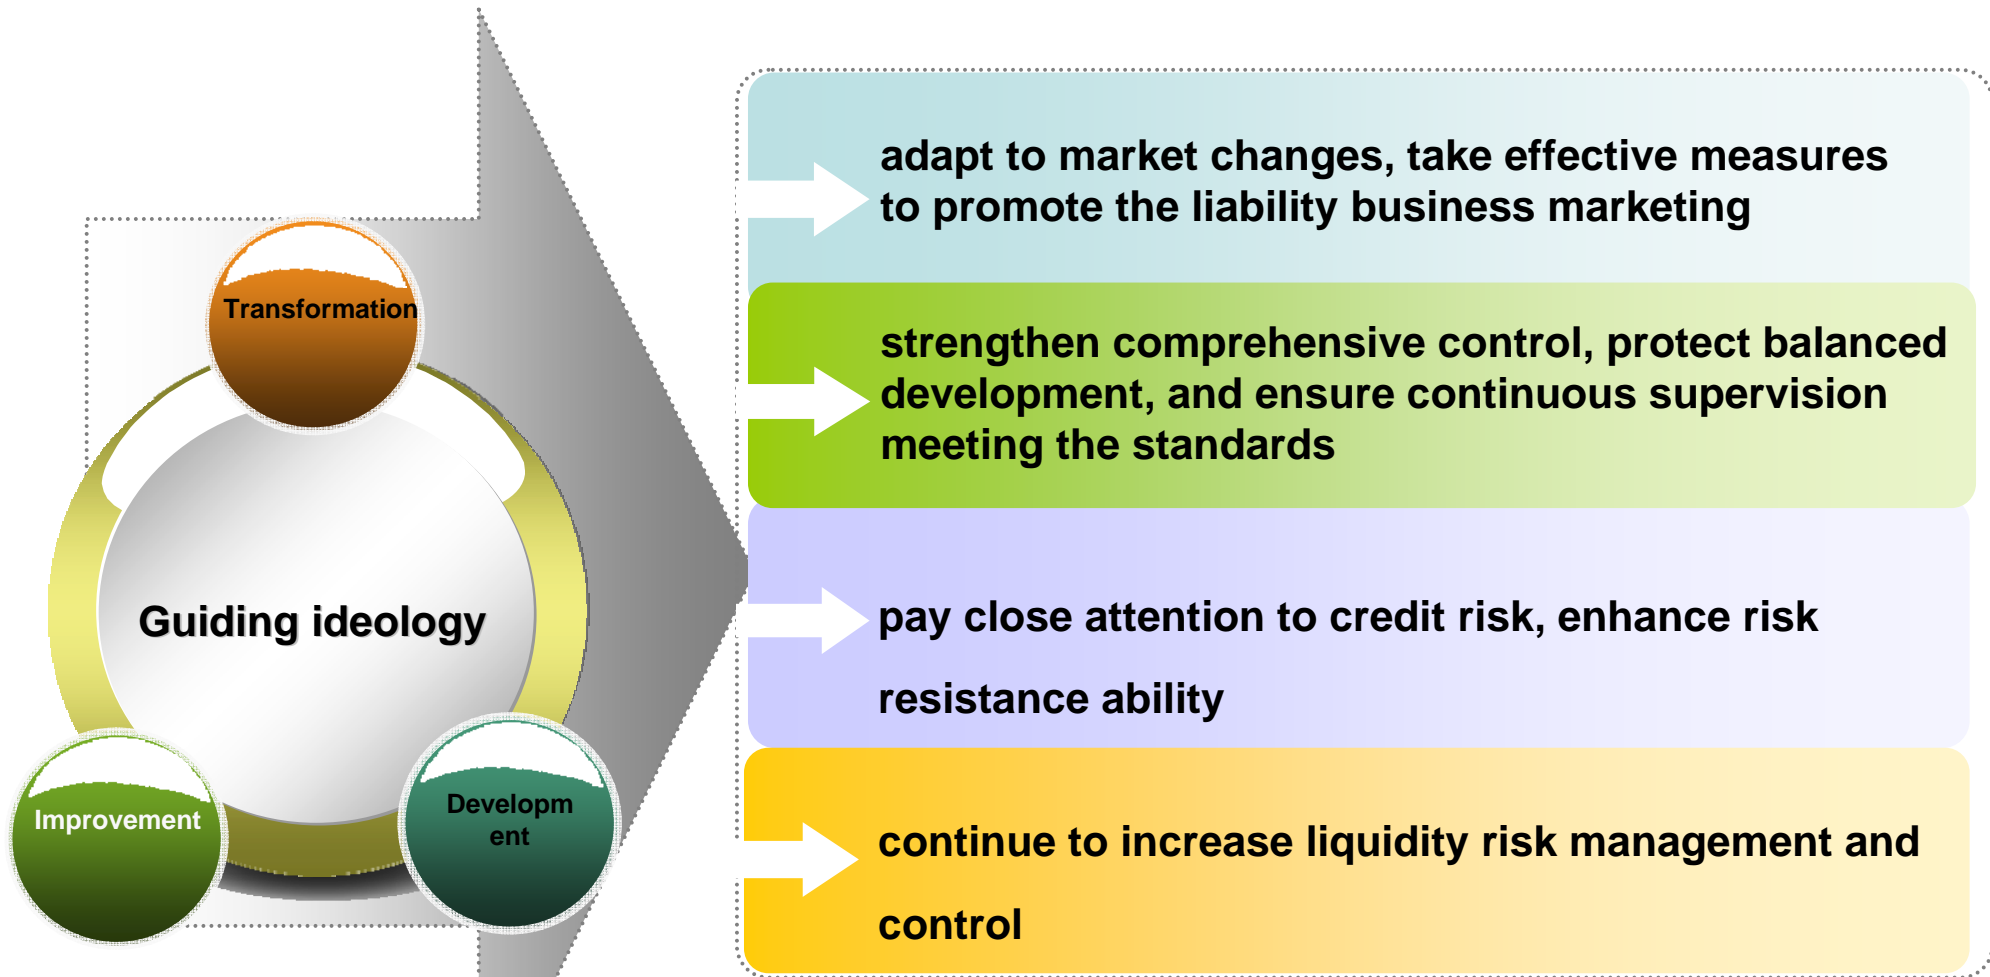 Transformation
Guiding ideology
Improvement
Developm
ent
adapt to market changes, take effective measures
to promote the liability business marketing
strengthen comprehensive control, protect balanced
development, and ensure continuous supervision
meeting the standards
pay close attention to credit risk, enhance risk
resistance ability
continue to increase liquidity risk management and
control